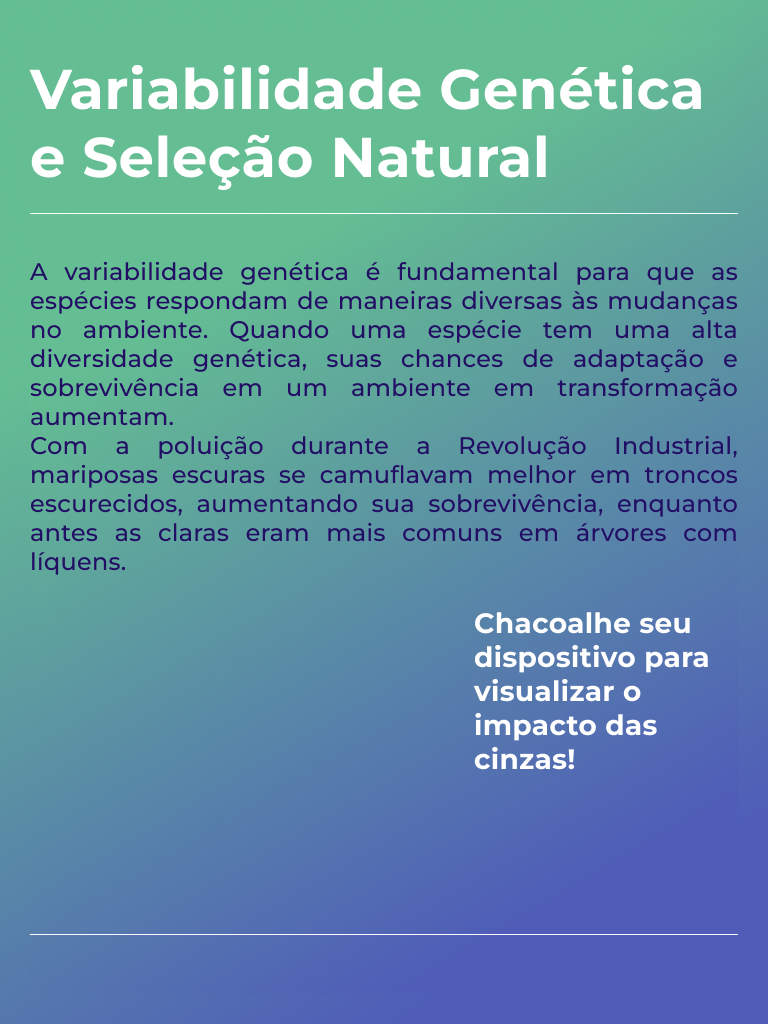 Variabilidade Genética
e Seleção Natural
A variabilidade genética é fundamental para que as
espécies respondam de maneiras diversas às mudanças
no ambiente. Quando uma espécie tem uma alta
diversidade genética, suas chances de adaptação e
sobrevivência em um ambiente em transformação
aumentam.
Com a poluição durante a Revolução Industrial,
mariposas escuras se camuflavam melhor em troncos
escurecidos, aumentando sua sobrevivência, enquanto
antes as claras eram mais comuns em árvores com
líquens.
Chacoalhe seu
dispositivo para
visualizar o
impacto das
cinzas!